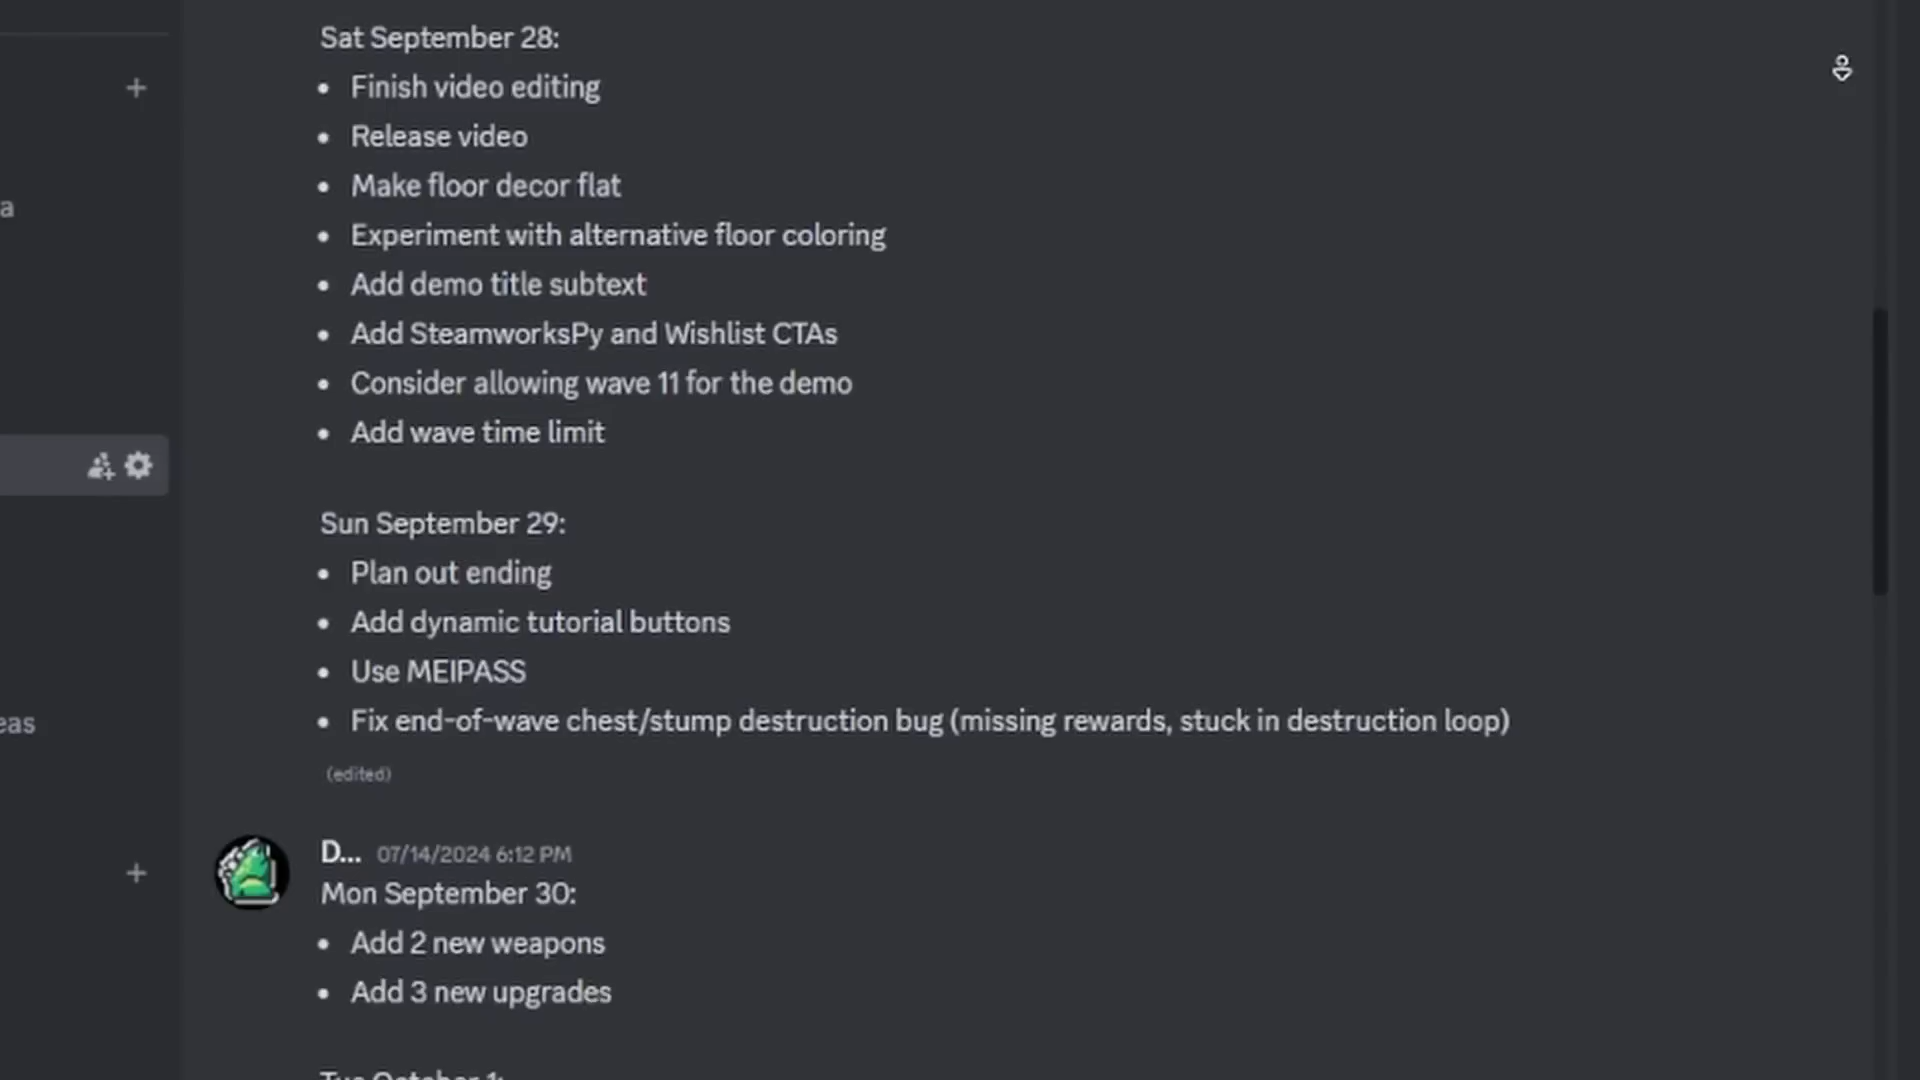 Sat September 28:
• Finish video editing
• Release video
• Make floor decor flat
• Experiment with alternative floor coloring
• Add demo title subtext
• Add SteamworksPy and Wishlist CTAs
• Consider allowing wave 11 for the demo
• Add wave time limit
Sun September 29:
• Plan out ending
• Add dynamic tutorial buttons
• Use MEIPASS
• Fix end-of-wave chest/stump destruction bug (missing rewards, stuck in destruction loop)
(edited)
D... 07/14/2024 6:12 PM
Mon September 30:
• Add 2 new weapons
• Add 3 new upgrades
Tue October 1:
a
eas